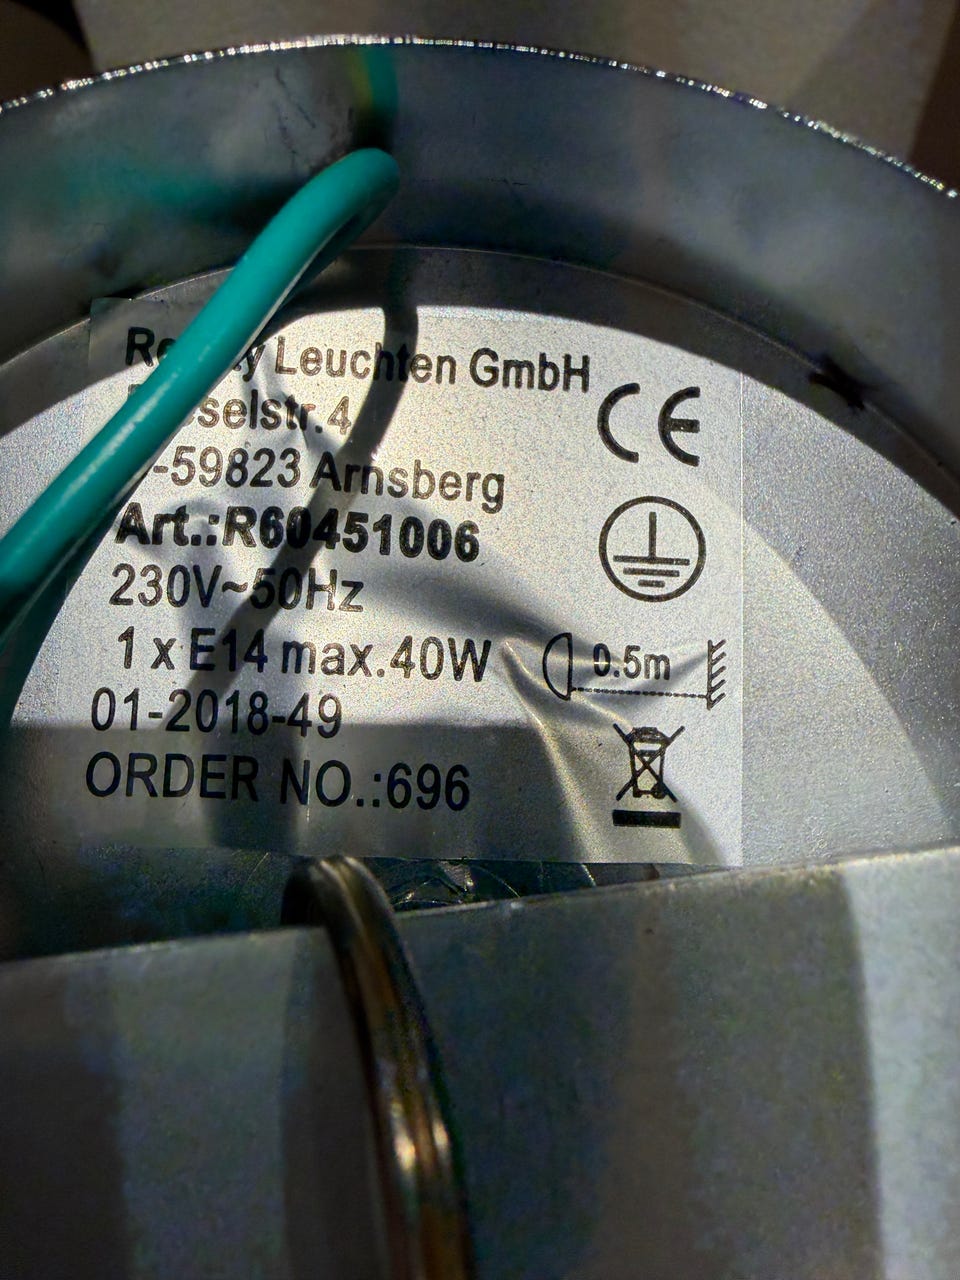 Leuchten GmbH
selstr. 4
-59823 Arnsberg
Art.:R60451006
230V~50Hz
1 x E14 max.40W
01-2018-49
ORDER NO.:696
CE
0.5m